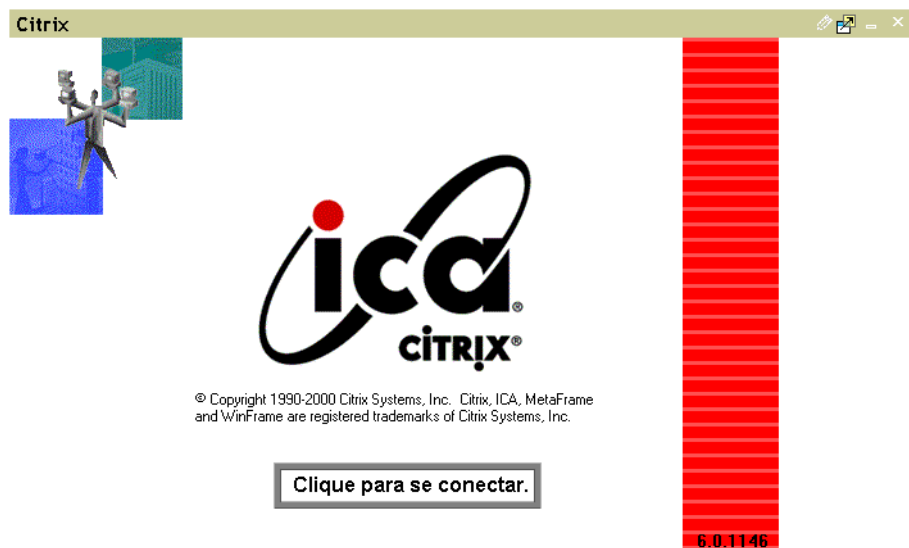 Citrix
ica®
CiTRIX®
© Copyright 1990-2000 Citrix Systems, Inc. Citrix, ICA, MetaFrame
and WinFrame are registered trademarks of Citrix Systems, Inc.
Clique para se conectar.
6.0.1146